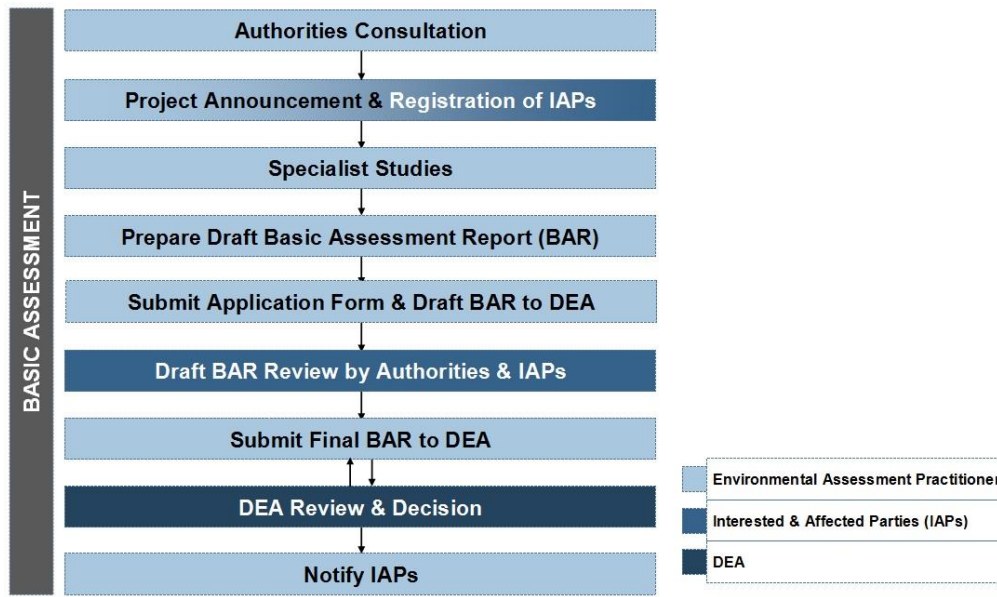 BASIC ASSESSMENT
Authorities Consultation
Project Announcement & Registration of IAPs
Specialist Studies
Prepare Draft Basic Assessment Report (BAR)
Submit Application Form & Draft BAR to DEA
Draft BAR Review by Authorities & IAPs
Submit Final BAR to DEA
DEA Review & Decision
Notify IAPs
Environmental Assessment Practitioner
Interested & Affected Parties (IAPs)
DEA